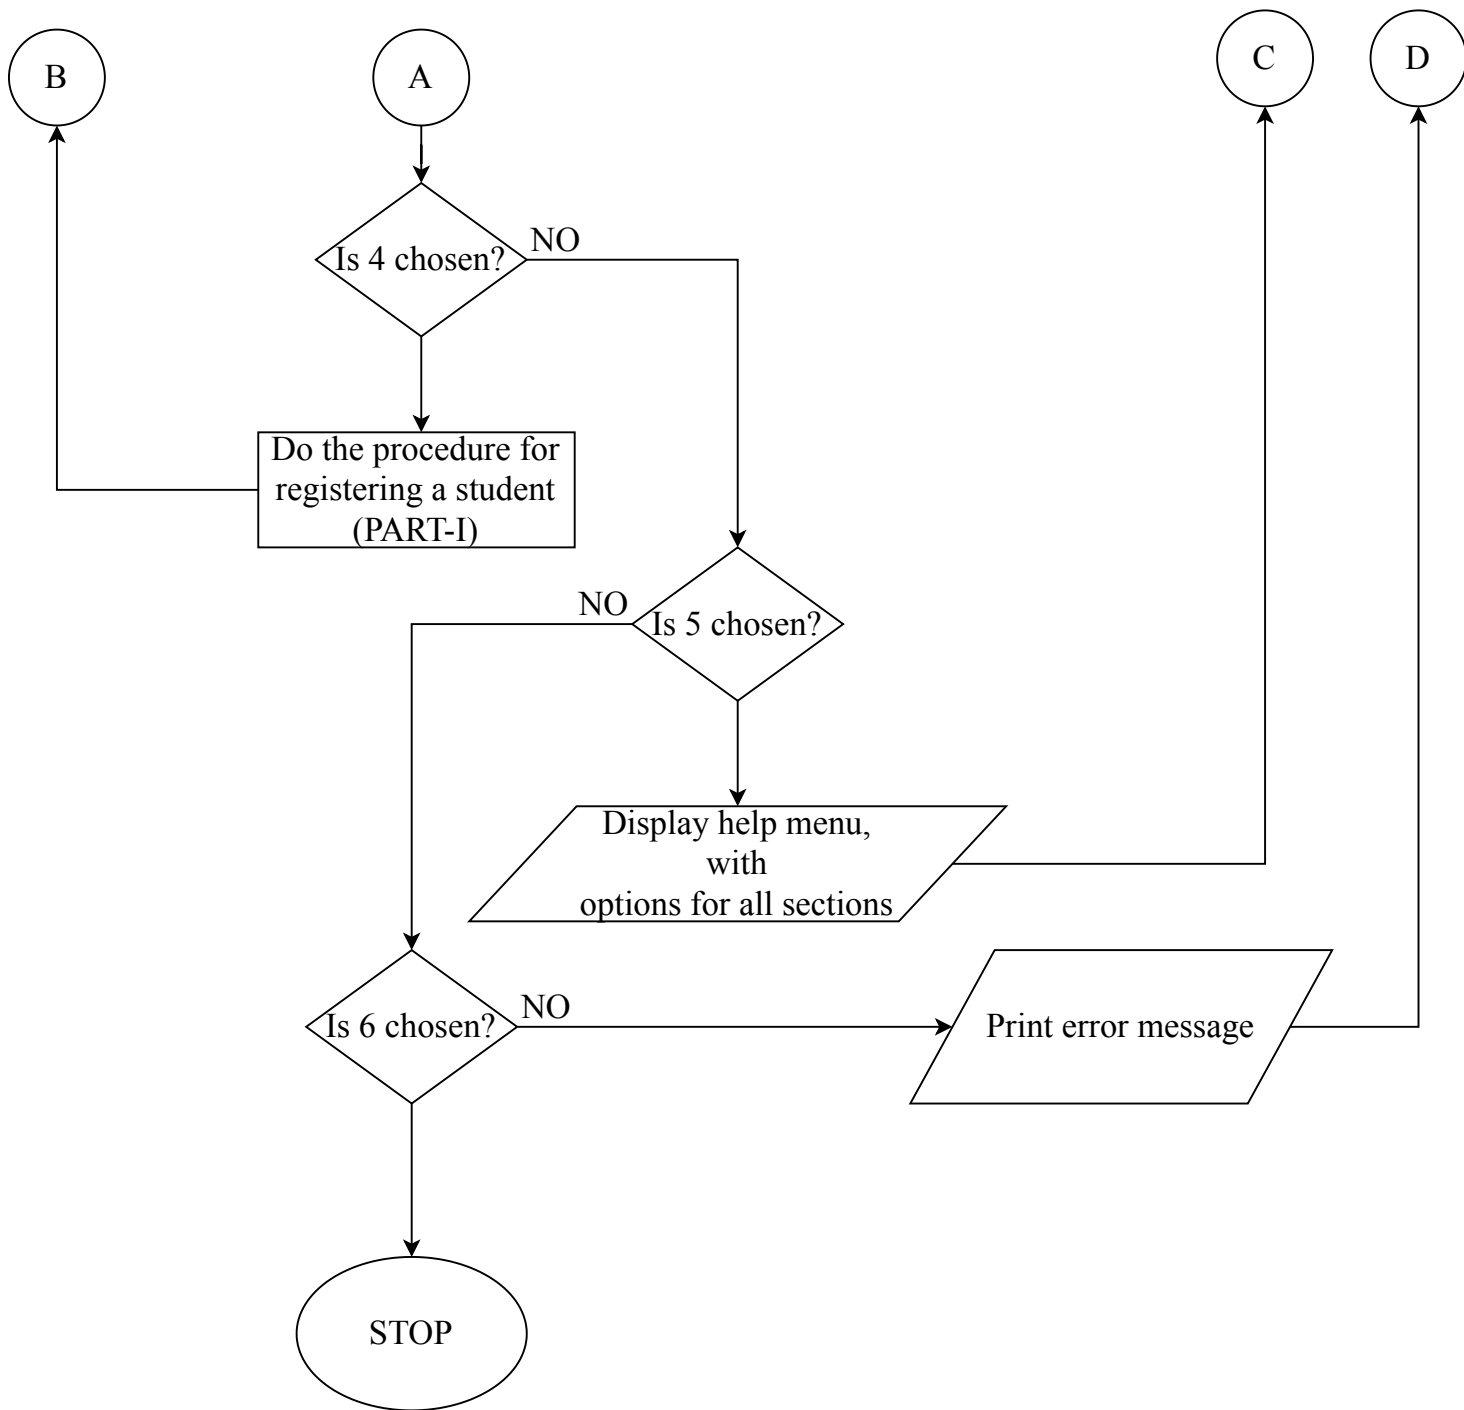 B
A
C
D
Is 4 chosen?
NO
Do the procedure for
registering a student
(PART-I)
NO
Is 5 chosen?
Display help menu,
with
options for all sections
Is 6 chosen?
NO
Print error message
STOP